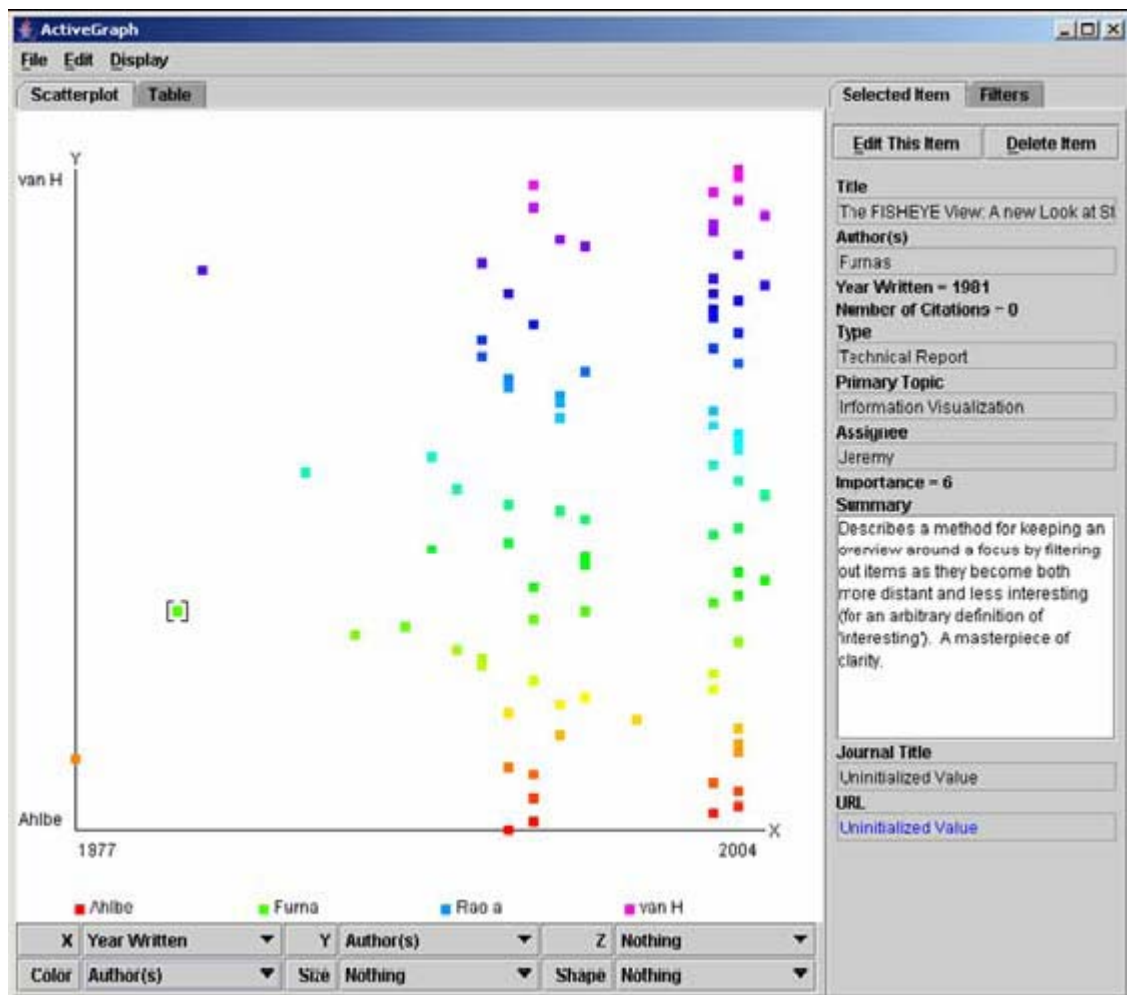 ActiveGraph
File Edit Display
Scatterplot Table
Selected Item Filters
Edit This Item Delete Item
Title
The FISHEYE View: A new Look at St
Author(s)
Furnas
Year Written = 1981
Number of Citations = 0
Type
Technical Report
Primary Topic
Information Visualization
Assignee
Jeremy
Importance = 6
Summary
Describes a method for keeping an
overview around a focus by filtering
out items as they become both
more distant and less interesting
(for an arbitrary definition of
'interesting'). A masterpiece of
clarity.
Journal Title
Uninitialized Value
URL
Uninitialized Value
Y
van H
Ahlbe
X
1977 2004
Ahlbe Furna Rao a van H
X Year Written Y Author(s) Z Nothing
Color Author(s) Size Nothing Shape Nothing